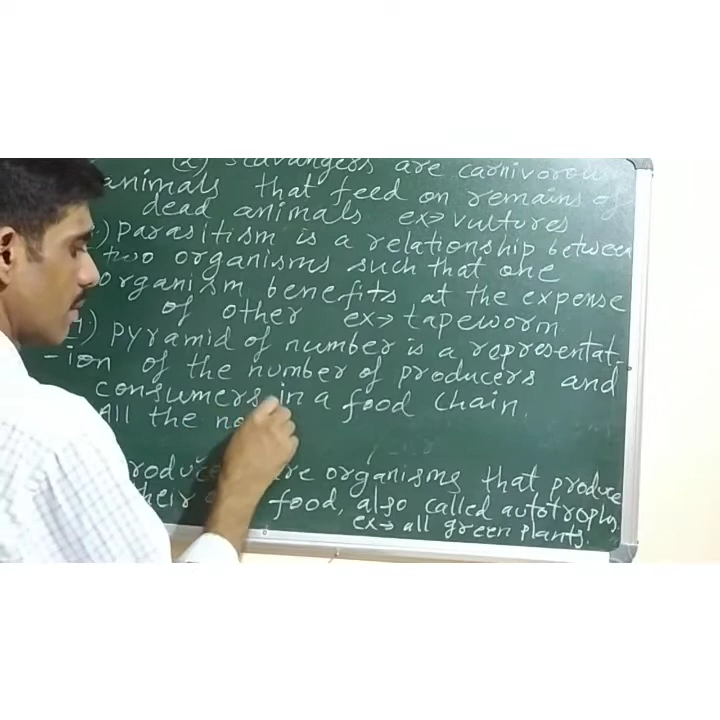 (2) scavangers are carnivorous
animals that feed on remains of
dead animals ex⇒ vultures
) parasitism is a relationship between
two organisms such that one
organism benefits at the expense
of other ex⇒ tapeworm
4) pyramid of number is a representat-
-ion of the number of producers and
consumers in a food chain.
All the no
are organisms that produce
their food, also called autotrophs.
ex⇒ all green plants.